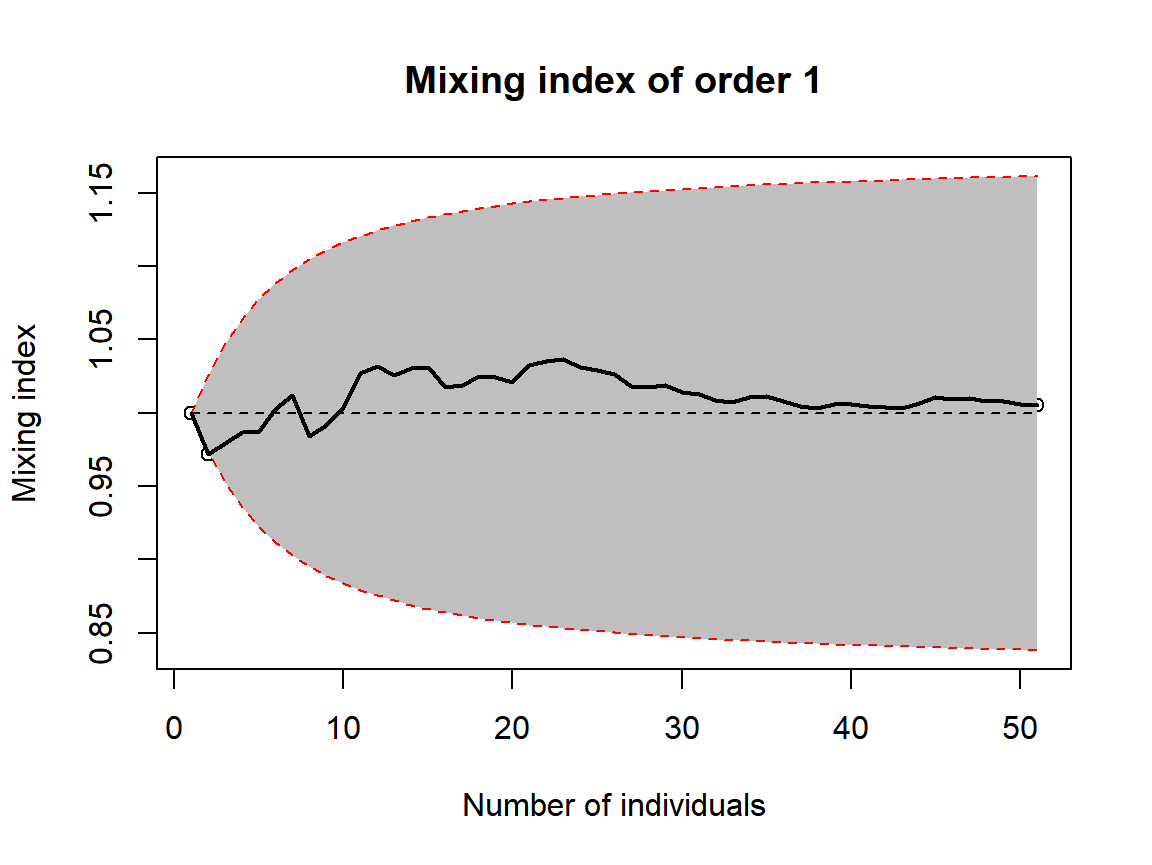 Mixing index of order 1
Mixing index
1.15
1.05
0.95
0.85
0 10 20 30 40 50
Number of individuals